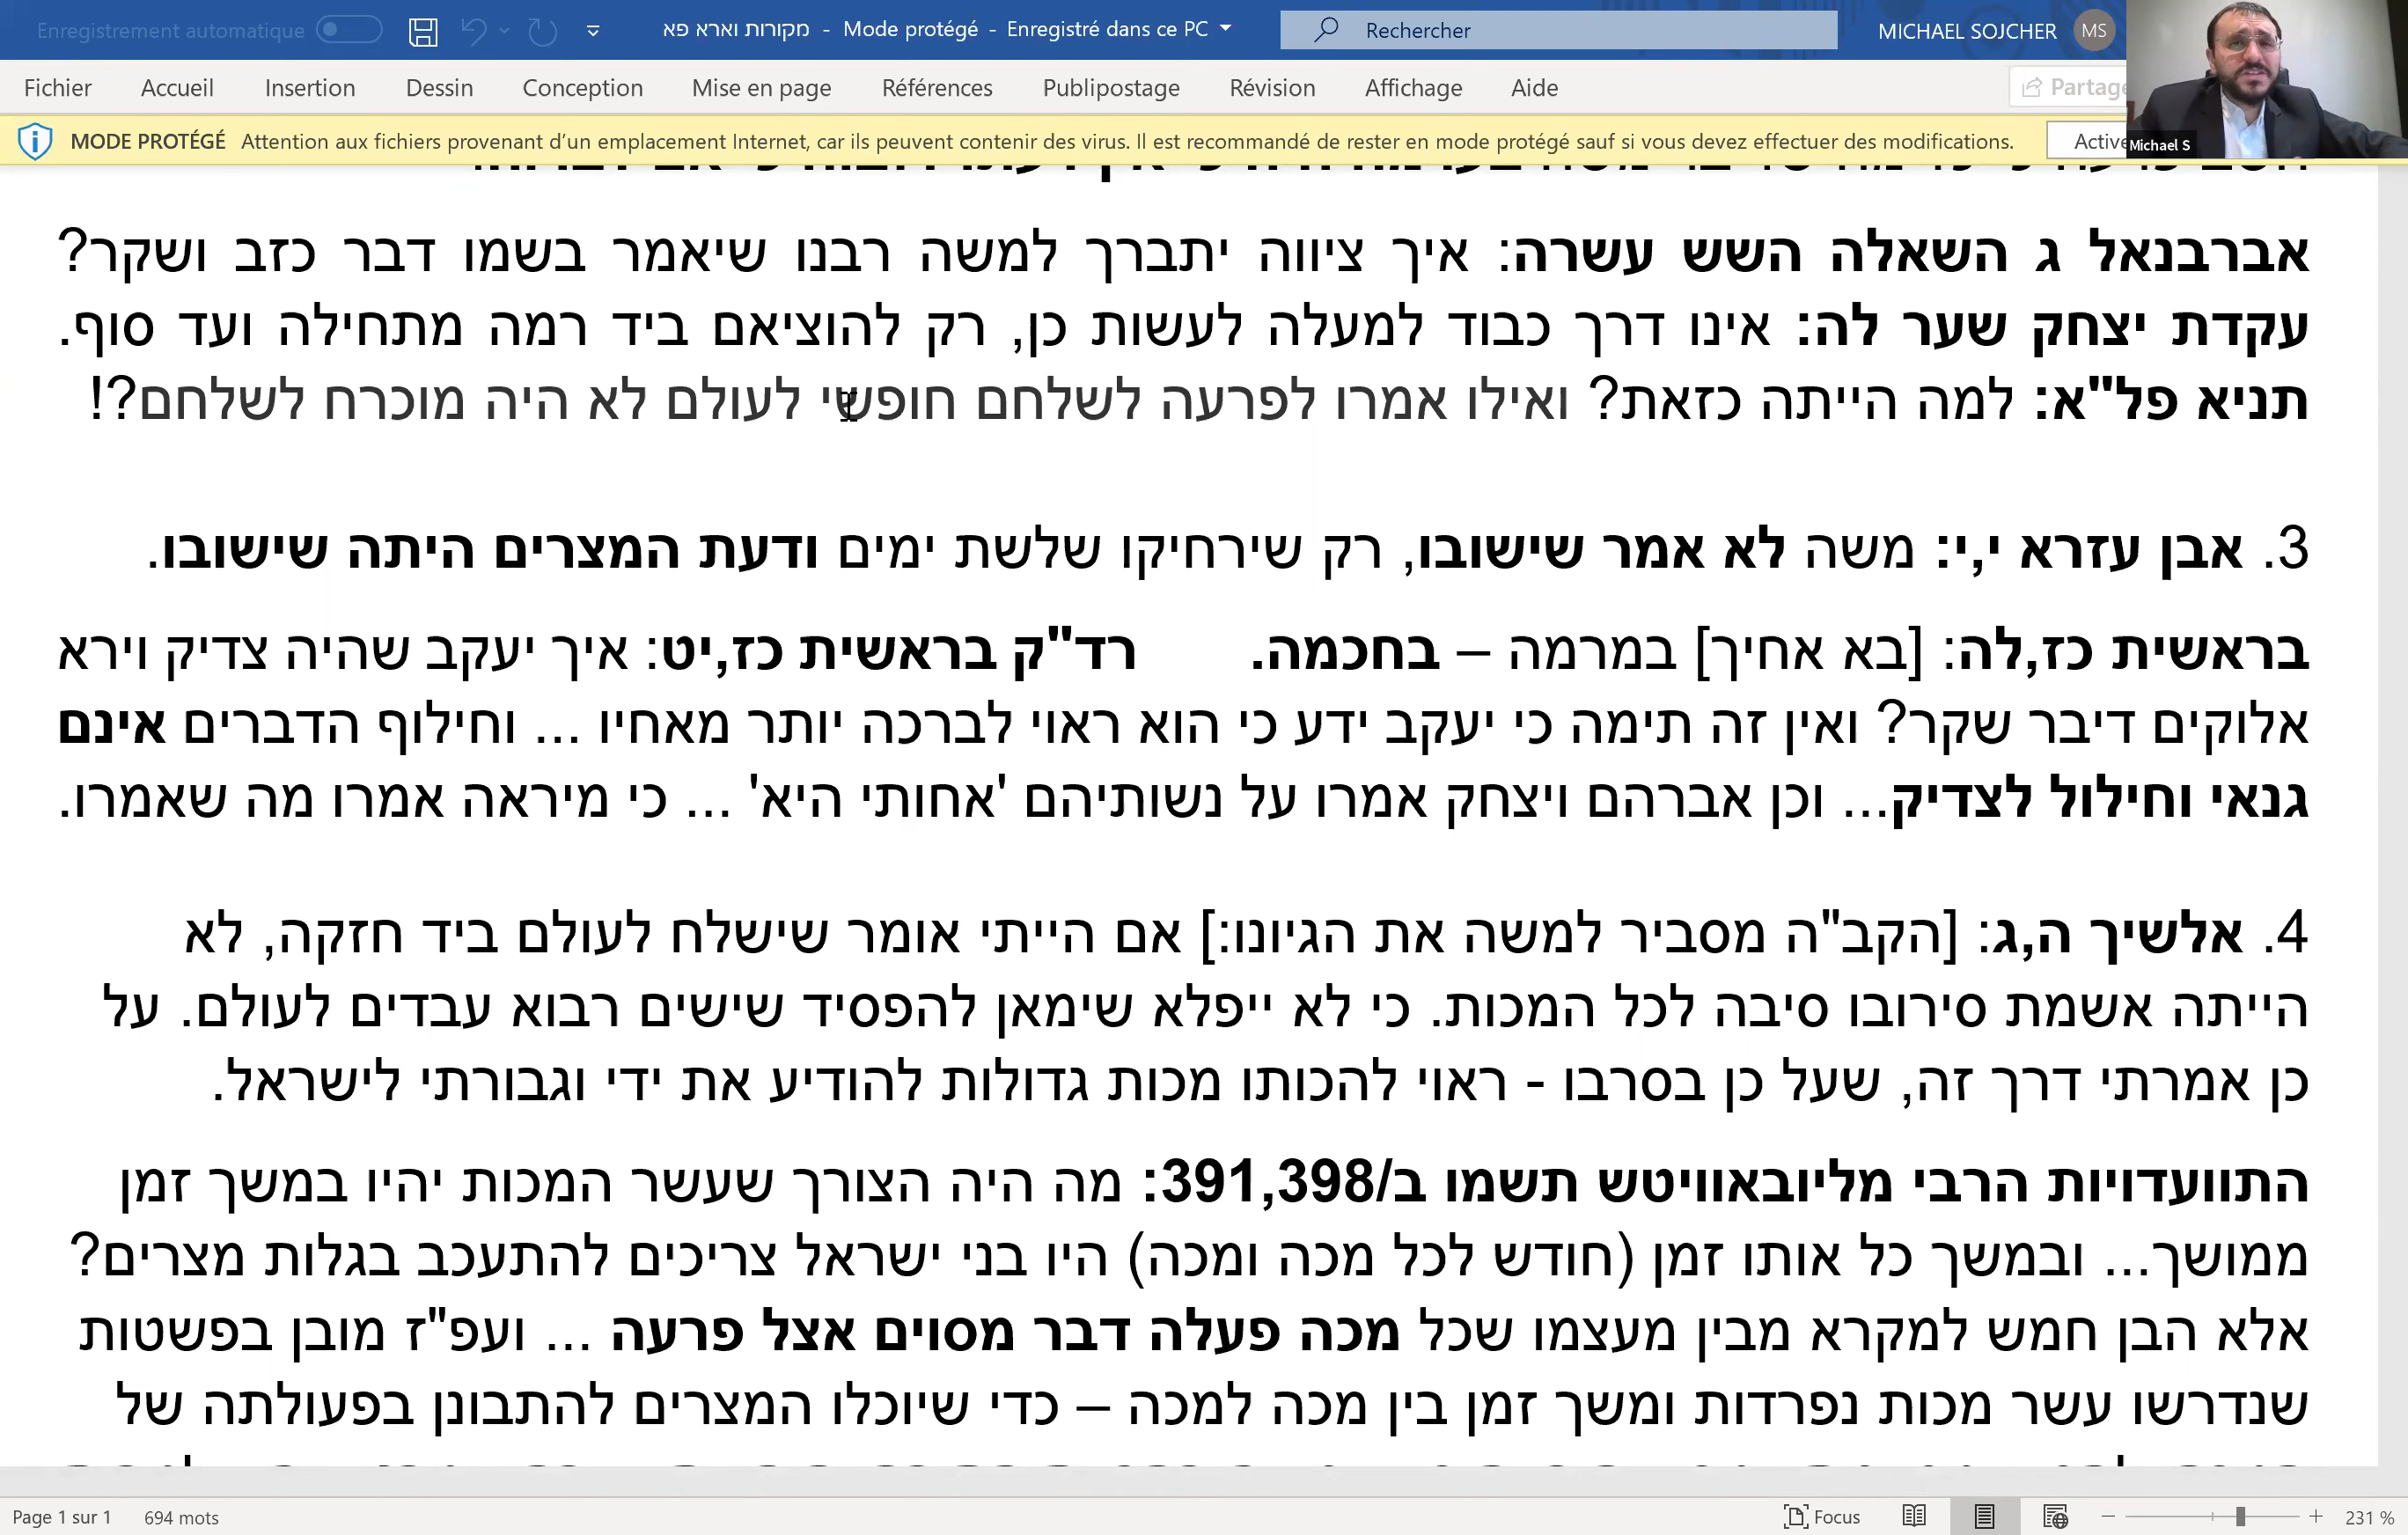 Enregistrement automatique
מקורות וארא פא - Mode protégé - Enregistré dans ce PC
Rechercher
MICHAEL SOJCHER MS
Fichier Accueil Insertion Dessin Conception Mise en page Références Publipostage Révision Affichage Aide Partage
MODE PROTÉGÉ Attention aux fichiers provenant d'un emplacement Internet, car ils peuvent contenir des virus. Il est recommandé de rester en mode protégé sauf si vous devez effectuer des modifications. Active
Michael S
אברבנאל ג השאלה השש עשרה: איך ציווה יתברך למשה רבנו שיאמר בשמו דבר כזב ושקר?
עקדת יצחק שער לה: אינו דרך כבוד למעלה לעשות כן, רק להוציאם ביד רמה מתחילה ועד סוף.
תניא פל"א: למה הייתה כזאת? ואילו אמרו לפרעה לשלחם חופשי לעולם לא היה מוכרח לשלחם?!
3. אבן עזרא י,י: משה לא אמר שישובו, רק שירחיקו שלשת ימים ודעת המצרים היתה שישובו.
בראשית כז,לה: [בא אחיך] במרמה – בחכמה. רד"ק בראשית כז,יט: איך יעקב שהיה צדיק וירא
אלוקים דיבר שקר? ואין זה תימה כי יעקב ידע כי הוא ראוי לברכה יותר מאחיו ... וחילוף הדברים אינם
גנאי וחילול לצדיק... וכן אברהם ויצחק אמרו על נשותיהם 'אחותי היא' ... כי מיראה אמרו מה שאמרו.
4. אלשיך ה,ג: [הקב"ה מסביר למשה את הגיונו:] אם הייתי אומר שישלח לעולם ביד חזקה, לא
הייתה אשמת סירובו סיבה לכל המכות. כי לא ייפלא שימאן להפסיד שישים רבוא עבדים לעולם. על
כן אמרתי דרך זה, שעל כן בסרבו - ראוי להכותו מכות גדולות להודיע את ידי וגבורתי לישראל.
התוועדויות הרבי מליובאוויטש תשמו ב/391,398: מה היה הצורך שעשר המכות יהיו במשך זמן
ממושך... ובמשך כל אותו זמן (חודש לכל מכה ומכה) היו בני ישראל צריכים להתעכב בגלות מצרים?
אלא הבן חמש למקרא מבין מעצמו שכל מכה פעלה דבר מסוים אצל פרעה ... ועפ"ז מובן בפשטות
שנדרשו עשר מכות נפרדות ומשך זמן בין מכה למכה – כדי שיוכלו המצרים להתבונן בפעולתה של
Page 1 sur 1 694 mots Focus 231 %